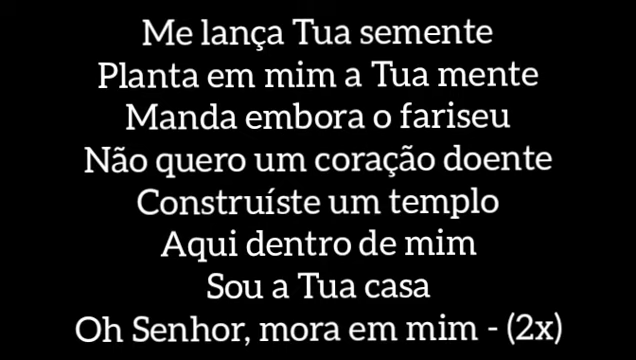 Me lança Tua semente
Planta em mim a Tua mente
Manda embora o fariseu
Não quero um coração doente
Construíste um templo
Aqui dentro de mim
Sou a Tua casa
Oh Senhor, mora em mim - (2x)